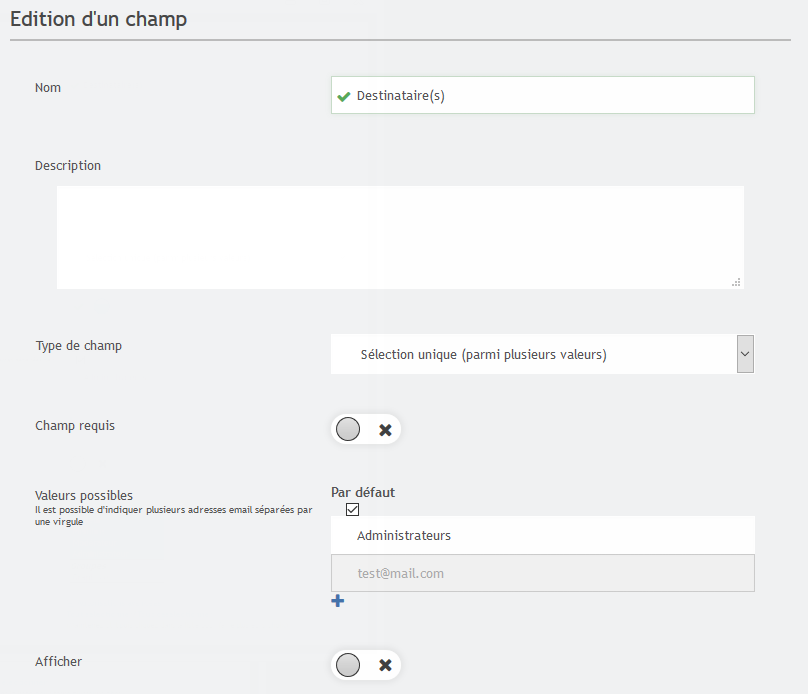 Edition d'un champ
Nom
Destinataire(s)
Description
Type de champ
Sélection unique (parmi plusieurs valeurs)
Champ requis
Valeurs possibles
Il est possible d'indiquer plusieurs adresses email séparées par
une virgule
Par défaut
Administrateurs
test@mail.com
Afficher